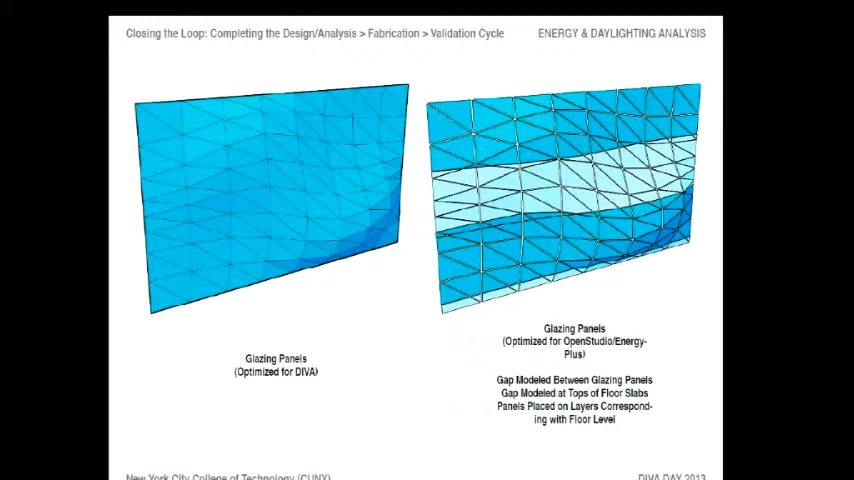 Closing the Loop: Completing the Design/Analysis > Fabrication > Validation Cycle
ENERGY & DAYLIGHTING ANALYSIS
Glazing Panels
(Optimized for DIVA)
Glazing Panels
(Optimized for OpenStudio/Energy-
Plus)
Gap Modeled Between Glazing Panels
Gap Modeled at Tops of Floor Slabs
Panels Placed on Layers Correspond-
ing with Floor Level
New York City College of Technology (CUNY)
DIVA DAY 2013